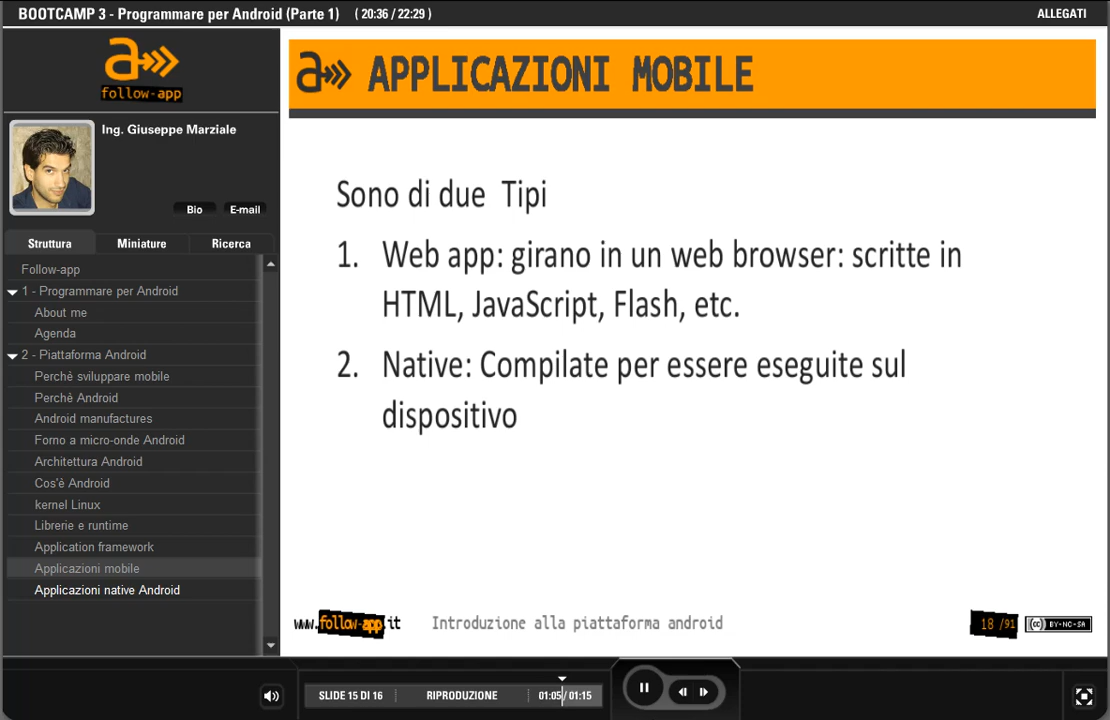 BOOTCAMP 3 - Programmare per Android (Parte 1) ( 20:36 / 22:29 )
ALLEGATI
a
follow-app
Ing. Giuseppe Marziale
Bio
E-mail
Struttura
Miniature
Ricerca
Follow-app
1 - Programmare per Android
About me
Agenda
2 - Piattaforma Android
Perchè sviluppare mobile
Perchè Android
Android manufactures
Forno a micro-onde Android
Architettura Android
Cos'è Android
kernel Linux
Librerie e runtime
Application framework
Applicazioni mobile
Applicazioni native Android
a APPLICAZIONI MOBILE
Sono di due Tipi
1. Web app: girano in un web browser: scritte in
HTML, JavaScript, Flash, etc.
2. Native: Compilate per essere eseguite sul
dispositivo
www.follow-app.it
Introduzione alla piattaforma android
18 /91
cc BY-NC-SA
SLIDE 15 DI 16
RIPRODUZIONE
01:05 / 01:15